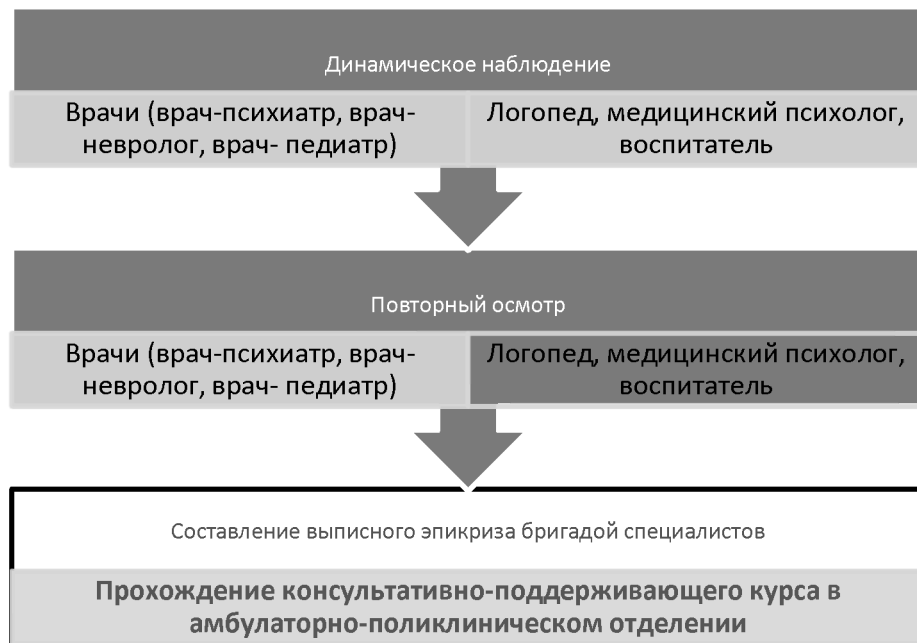 Динамическое наблюдение
Врачи (врач-психиатр, врач-
невролог, врач- педиатр)
Логопед, медицинский психолог,
воспитатель
Повторный осмотр
Врачи (врач-психиатр, врач-
невролог, врач- педиатр)
Логопед, медицинский психолог,
воспитатель
Составление выписного эпикриза бригадой специалистов
Прохождение консультативно-поддерживающего курса в
амбулаторно-поликлиническом отделении